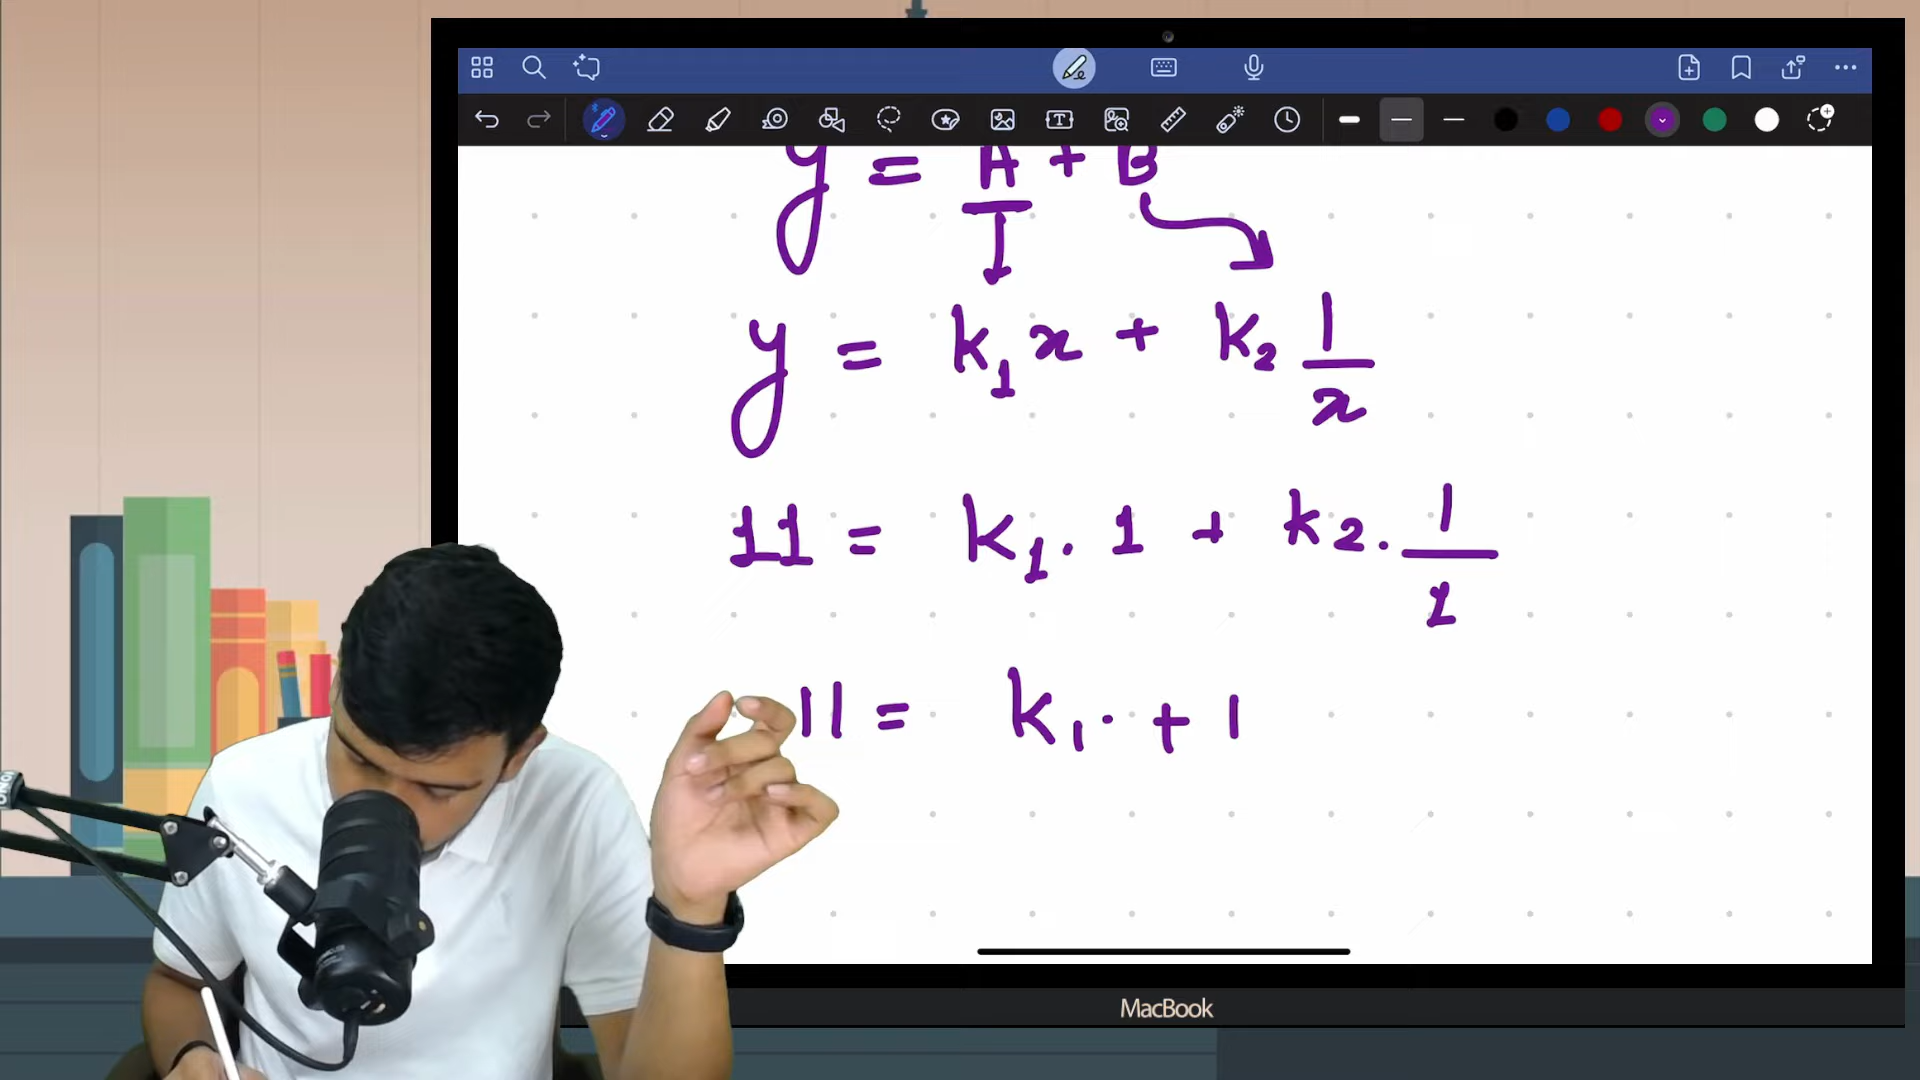 y = A + B
y = k₁x + k₂ 1/x
11 = k₁. 1 + k₂. 1/1
11 = k₁. + 1
MacBook